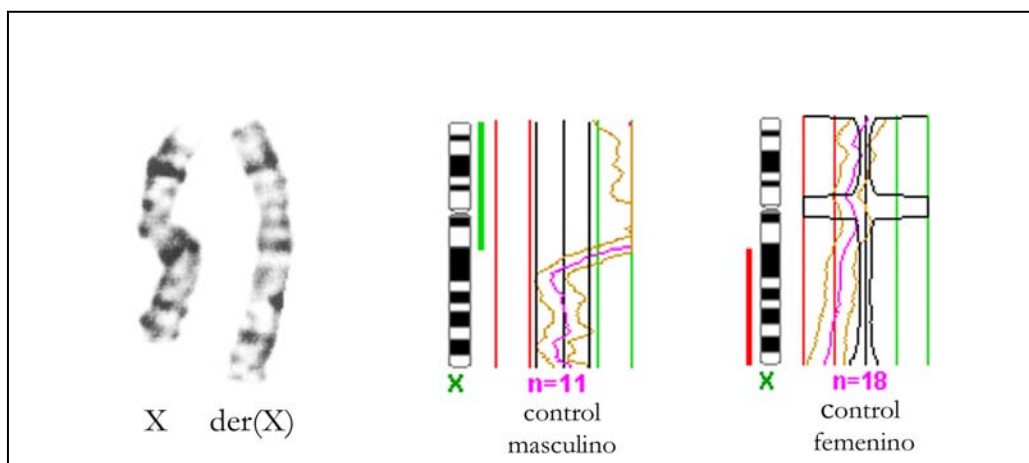 X der(X)
X
n=11
control
masculino
X
n=18
control
femenino